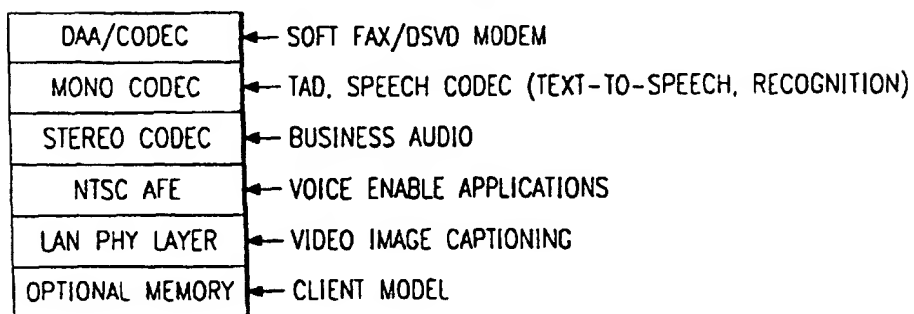 DAA/CODEC ← SOFT FAX/DSVD MODEM
MONO CODEC ← TAD, SPEECH CODEC (TEXT-TO-SPEECH, RECOGNITION)
STEREO CODEC ← BUSINESS AUDIO
NTSC AFE ← VOICE ENABLE APPLICATIONS
LAN PHY LAYER ← VIDEO IMAGE CAPTIONING
OPTIONAL MEMORY ← CLIENT MODEL